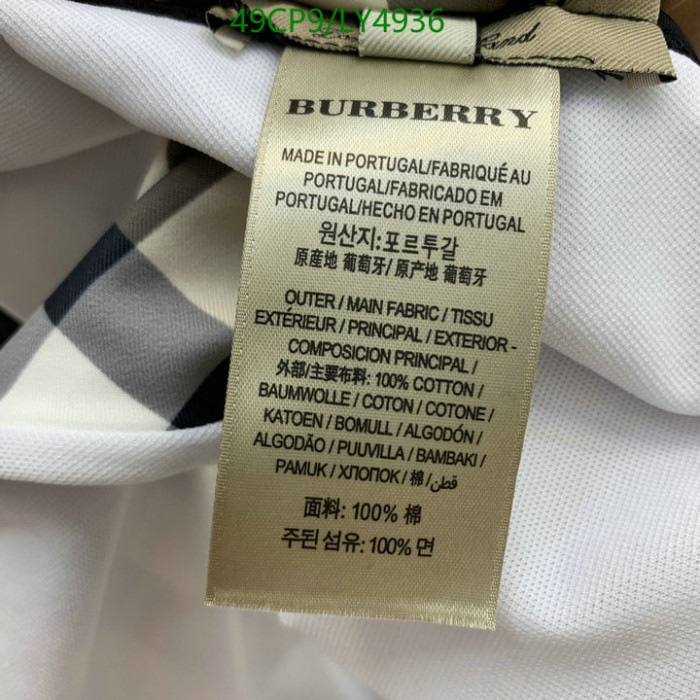 49CP9/LY4936
BURBERRY
MADE IN PORTUGAL/FABRIQUÉ AU
PORTUGAL/FABRICADO EM
PORTUGAL/HECHO EN PORTUGAL
원산지:포르투갈
原産地 葡萄牙/原产地 葡萄牙
OUTER / MAIN FABRIC / TISSU
EXTÉRIEUR / PRINCIPAL / EXTERIOR -
COMPOSICION PRINCIPAL /
外部/主要布料: 100% COTTON /
BAUMWOLLE / COTON / COTONE /
KATOEN / BOMULL / ALGODÓN /
ALGODÃO / PUUVILLA / BAMBAKI /
PAMUK / ХЛОПОК / 棉 / قطن
面料: 100% 棉
주된 섬유: 100% 면